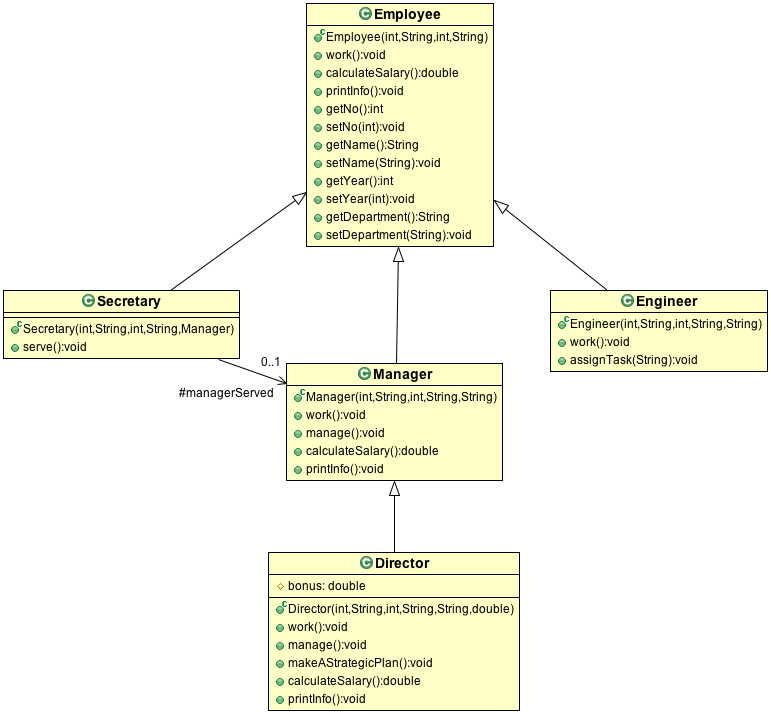 Employee
Employee(int,String,int,String)
work():void
calculateSalary():double
printInfo():void
getNo():int
setNo(int):void
getName():String
setName(String):void
getYear():int
setYear(int):void
getDepartment():String
setDepartment(String):void
Secretary
Secretary(int,String,int,String,Manager)
serve():void
Engineer
Engineer(int,String,int,String,String)
work():void
assignTask(String):void
0..1
#managerServed
Manager
Manager(int,String,int,String,String)
work():void
manage():void
calculateSalary():double
printInfo():void
Director
bonus: double
Director(int,String,int,String,String,double)
work():void
manage():void
makeAStrategicPlan():void
calculateSalary():double
printInfo():void